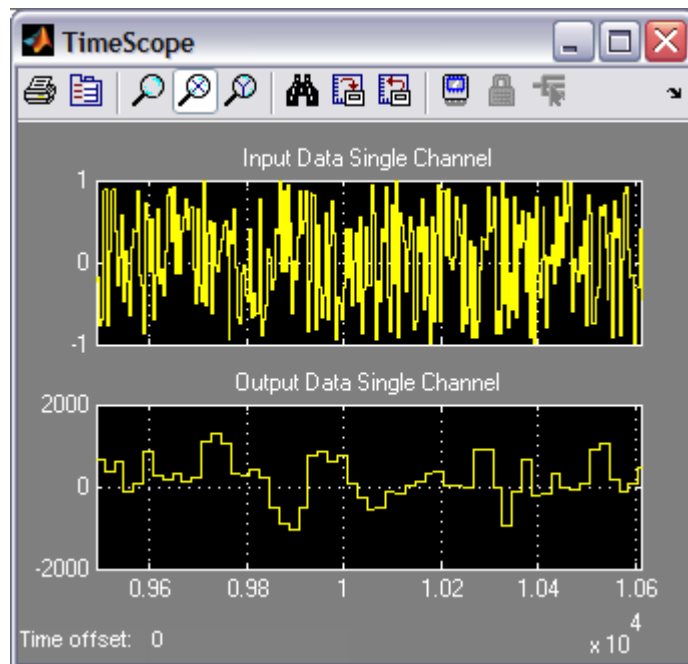 TimeScope
Input Data Single Channel
1
0
-1
Output Data Single Channel
2000
0
-2000
0.96 0.98 1 1.02 1.04 1.06
Time offset: 0
x 10^4